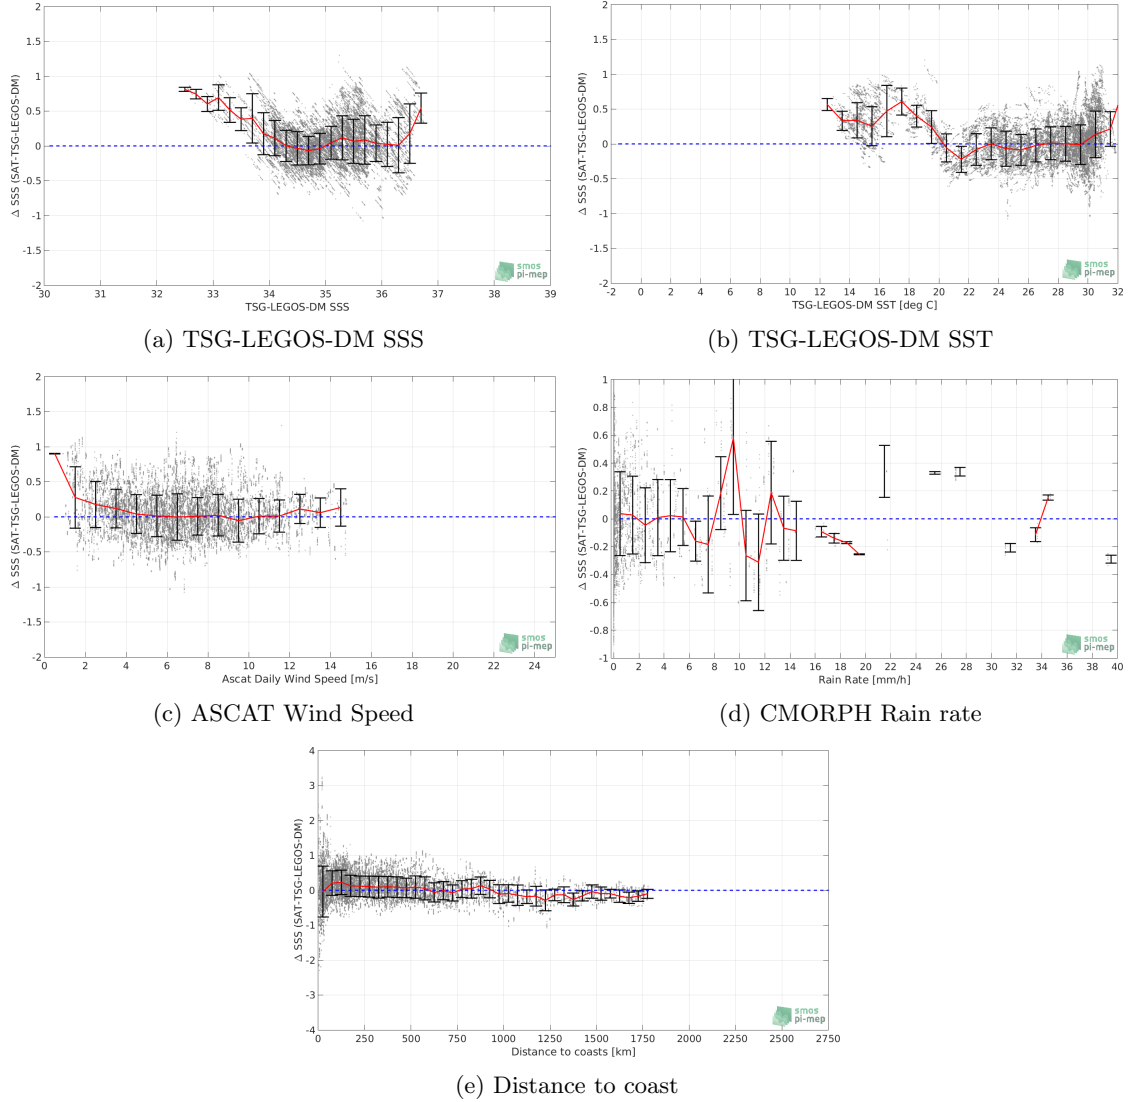 2
1.5
1
0.5
0
-0.5
-1
-1.5
-2
Δ SSS (SAT-TSG-LEGOS-DM)
30 31 32 33 34 35 36 37 38 39
TSG-LEGOS-DM SSS
smos
pi-mep
(a) TSG-LEGOS-DM SSS
2
1.5
1
0.5
0
-0.5
-1
-1.5
-2
Δ SSS (SAT-TSG-LEGOS-DM)
-2 0 2 4 6 8 10 12 14 16 18 20 22 24 26 28 30 32
TSG-LEGOS-DM SST [deg C]
smos
pi-mep
(b) TSG-LEGOS-DM SST
2
1.5
1
0.5
0
-0.5
-1
-1.5
-2
Δ SSS (SAT-TSG-LEGOS-DM)
0 2 4 6 8 10 12 14 16 18 20 22 24
Ascat Daily Wind Speed [m/s]
smos
pi-mep
(c) ASCAT Wind Speed
1
0.8
0.6
0.4
0.2
0
-0.2
-0.4
-0.6
-0.8
-1
Δ SSS (SAT-TSG-LEGOS-DM)
0 2 4 6 8 10 12 14 16 18 20 22 24 26 28 30 32 34 36 38 40
Rain Rate [mm/h]
smos
pi-mep
(d) CMORPH Rain rate
4
3
2
1
0
-1
-2
-3
-4
Δ SSS (SAT-TSG-LEGOS-DM)
0 250 500 750 1000 1250 1500 1750 2000 2250 2500 2750
Distance to coasts [km]
smos
pi-mep
(e) Distance to coast